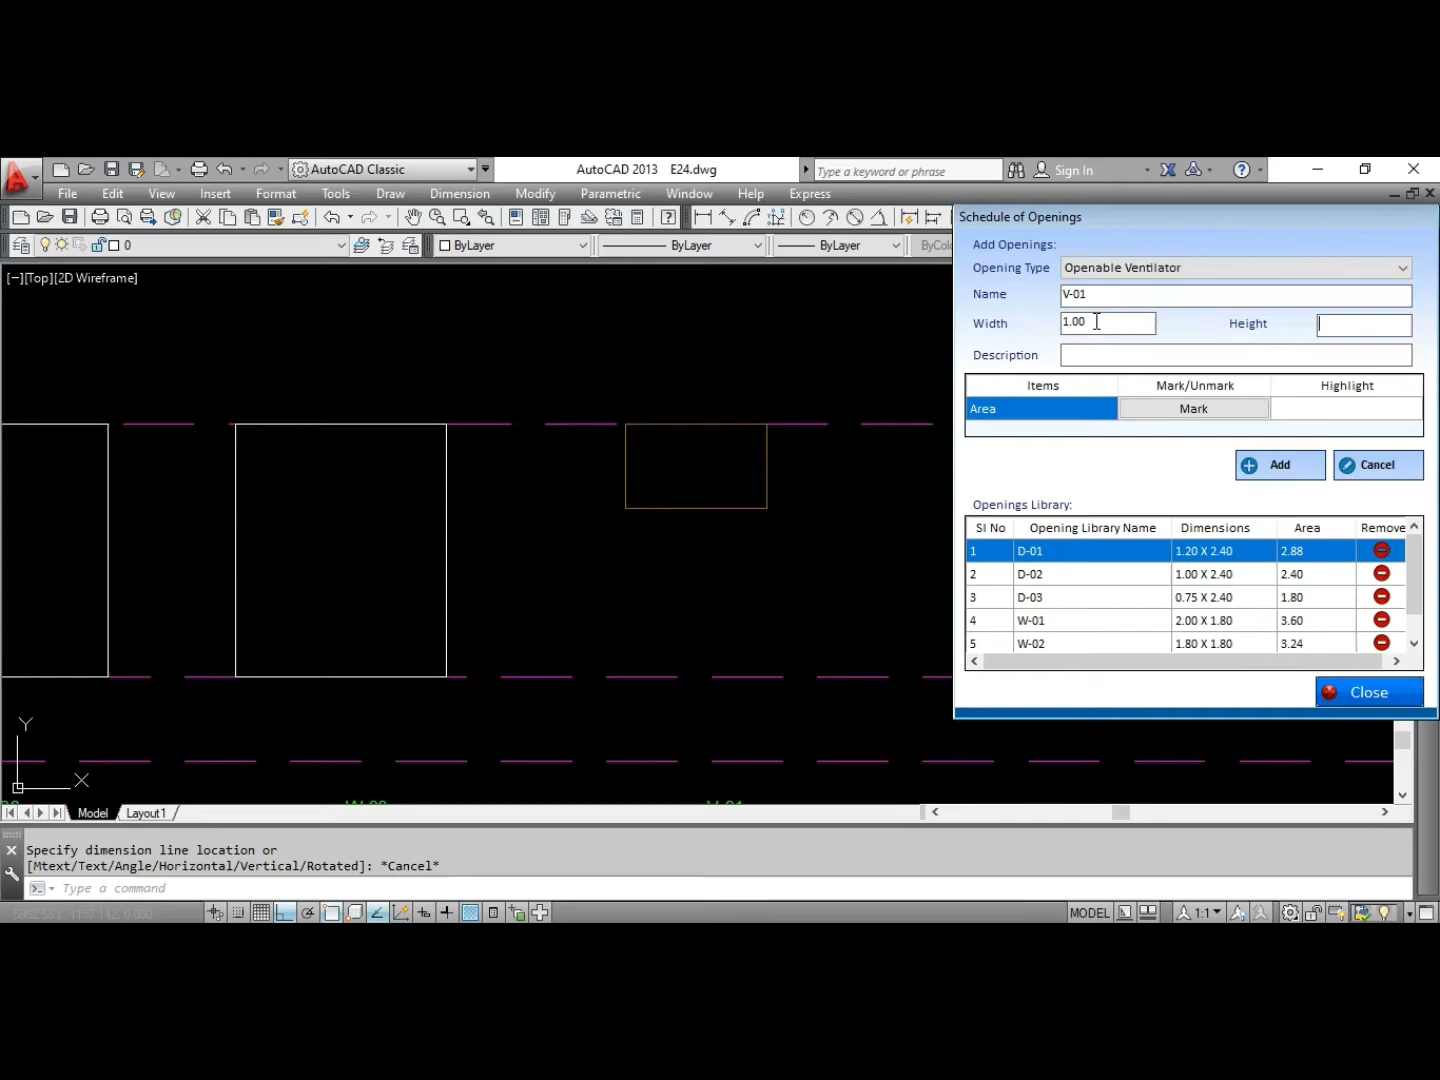 AutoCAD Classic
AutoCAD 2013 E24.dwg
Type a keyword or phrase
Sign In
File Edit View Insert Format Tools Draw Dimension Modify Parametric Window Help Express
0
ByLayer
ByLayer
ByLayer
ByColo
[−][Top][2D Wireframe]
Schedule of Openings
Add Openings:
Opening Type Openable Ventilator
Name V-01
Width 1.00 Height
Description
Items Mark/Unmark Highlight
Area Mark
Add Cancel
Openings Library:
Sl No Opening Library Name Dimensions Area Remove
1 D-01 1.20 X 2.40 2.88
2 D-02 1.00 X 2.40 2.40
3 D-03 0.75 X 2.40 1.80
4 W-01 2.00 X 1.80 3.60
5 W-02 1.80 X 1.80 3.24
Close
Y
X
Model Layout1
Specify dimension line location or
[Mtext/Text/Angle/Horizontal/Vertical/Rotated]: *Cancel*
Type a command
MODEL 1:1